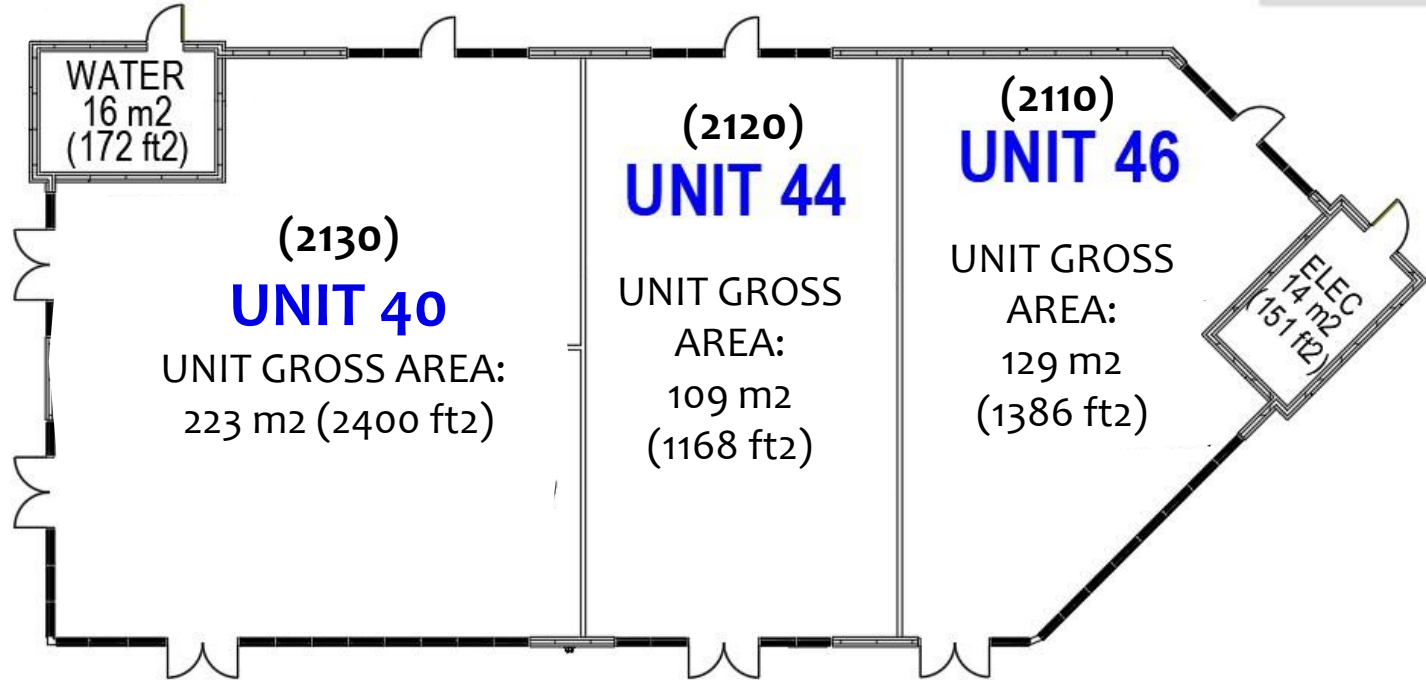 WATER
16 m2
(172 ft2)
(2130)
UNIT 40
UNIT GROSS AREA:
223 m2 (2400 ft2)
(2120)
UNIT 44
UNIT GROSS
AREA:
109 m2
(1168 ft2)
(2110)
UNIT 46
UNIT GROSS
AREA:
129 m2
(1386 ft2)
ELEC
14 m2
(151 ft2)